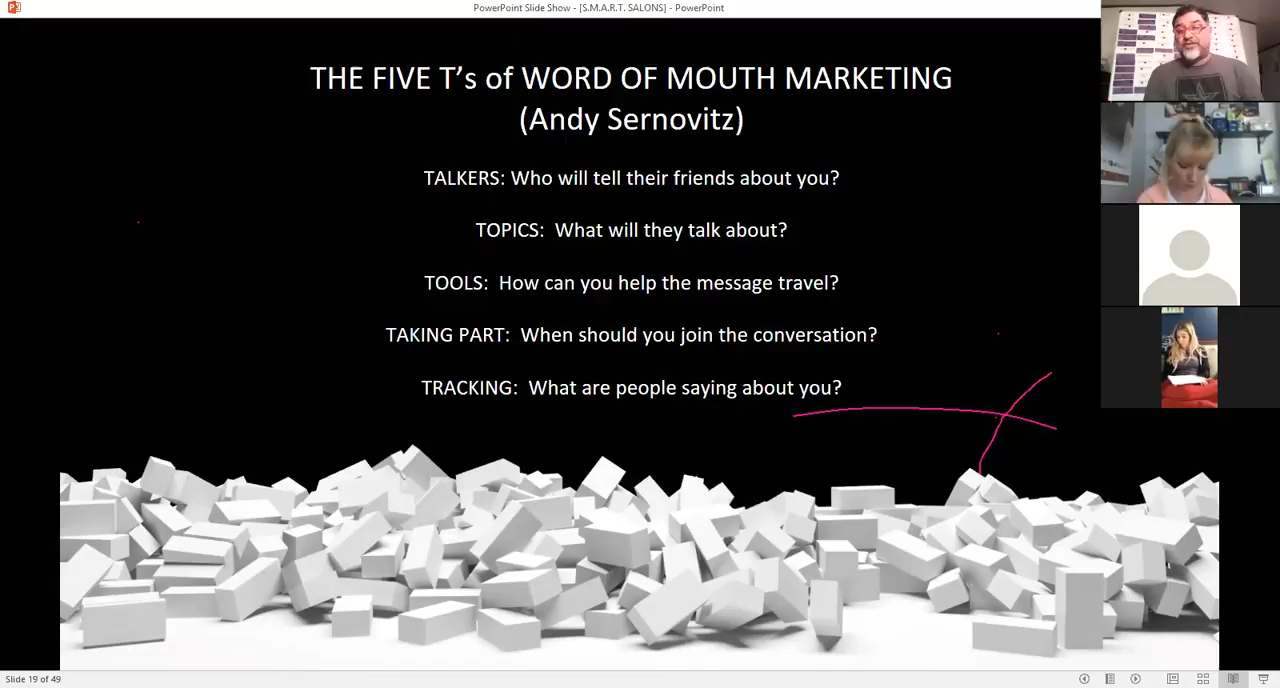 PowerPoint Slide Show - [S.M.A.R.T. SALONS] - PowerPoint
THE FIVE T’s of WORD OF MOUTH MARKETING
(Andy Sernovitz)
TALKERS: Who will tell their friends about you?
TOPICS: What will they talk about?
TOOLS: How can you help the message travel?
TAKING PART: When should you join the conversation?
TRACKING: What are people saying about you?
Slide 19 of 49